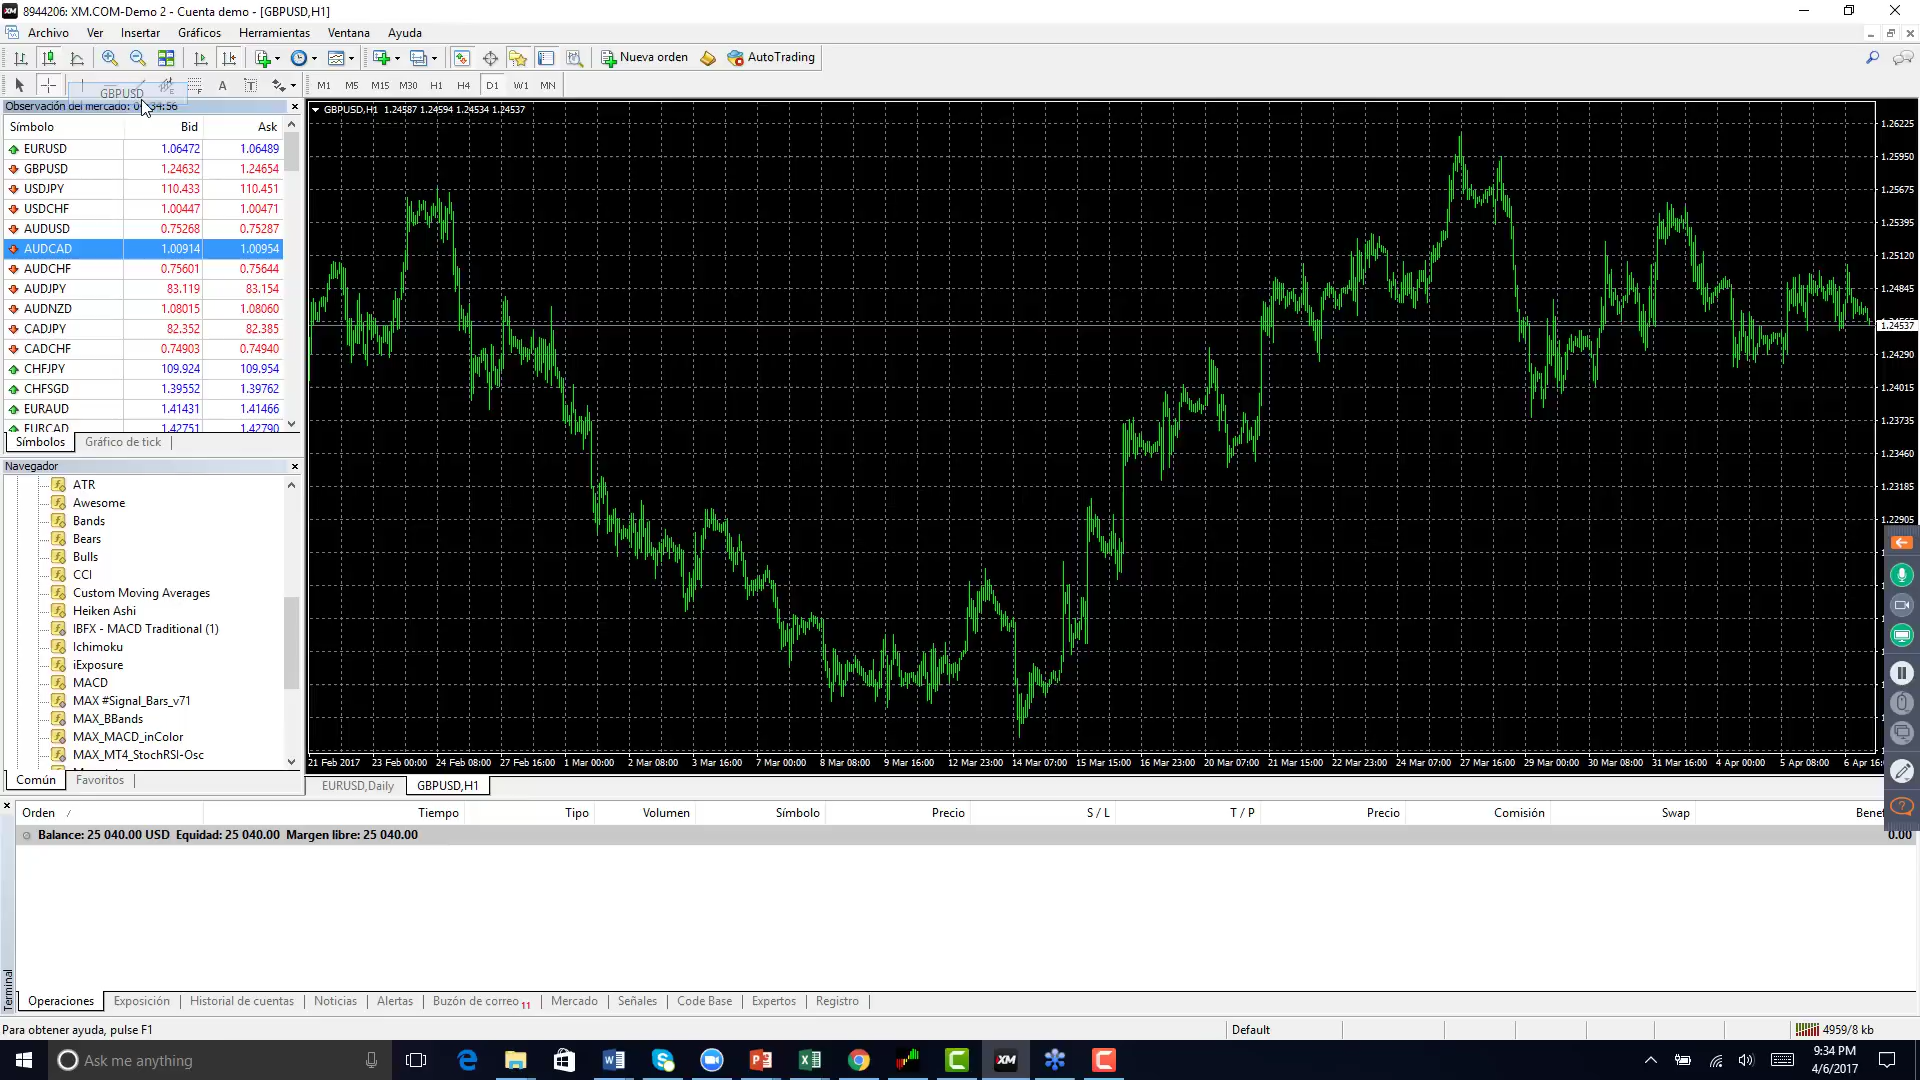 8944206: XM.COM-Demo 2 - Cuenta demo - [GBPUSD,H1]
Archivo Ver Insertar Gráficos Herramientas Ventana Ayuda
Nueva orden AutoTrading
M1 M5 M15 M30 H1 H4 D1 W1 MN
GBPUSD
Observación del mercado:
Símbolo Bid Ask
EURUSD 1.06472 1.06489
GBPUSD 1.24632 1.24654
USDJPY 110.433 110.451
USDCHF 1.00447 1.00471
AUDUSD 0.75268 0.75287
AUDCAD 1.00914 1.00954
AUDCHF 0.75601 0.75644
AUDJPY 83.119 83.154
AUDNZD 1.08015 1.08060
CADJPY 82.352 82.385
CADCHF 0.74903 0.74940
CHFJPY 109.924 109.954
CHFSGD 1.39552 1.39762
EURAUD 1.41431 1.41466
EURCAD 1.42751 1.42790
Símbolos Gráfico de tick
Navegador
ATR
Awesome
Bands
Bears
Bulls
CCI
Custom Moving Averages
Heiken Ashi
IBFX - MACD Traditional (1)
Ichimoku
iExposure
MACD
MAX #Signal_Bars_v71
MAX_BBands
MAX_MACD_inColor
MAX_MT4_StochRSI-Osc
Común Favoritos
GBPUSD,H1 1.24587 1.24594 1.24534 1.24537
1.26225
1.25950
1.25675
1.25395
1.25120
1.24845
1.24537
1.24290
1.24015
1.23735
1.23460
1.23185
1.22905
21 Feb 2017 23 Feb 00:00 24 Feb 08:00 27 Feb 16:00 1 Mar 00:00 2 Mar 08:00 3 Mar 16:00 7 Mar 00:00 8 Mar 08:00 9 Mar 16:00 12 Mar 23:00 14 Mar 07:00 15 Mar 15:00 16 Mar 23:00 20 Mar 07:00 21 Mar 15:00 22 Mar 23:00 24 Mar 07:00 27 Mar 16:00 29 Mar 00:00 30 Mar 08:00 31 Mar 16:00 4 Apr 00:00 5 Apr 08:00 6 Apr 16:0
EURUSD,Daily GBPUSD,H1
Orden / Tiempo Tipo Volumen Símbolo Precio S / L T / P Precio Comisión Swap Benef
Balance: 25 040.00 USD Equidad: 25 040.00 Margen libre: 25 040.00 0.00
Terminal
Operaciones Exposición Historial de cuentas Noticias Alertas Buzón de correo 11 Mercado Señales Code Base Expertos Registro
Para obtener ayuda, pulse F1 Default 4959/8 kb
Ask me anything
9:34 PM
4/6/2017